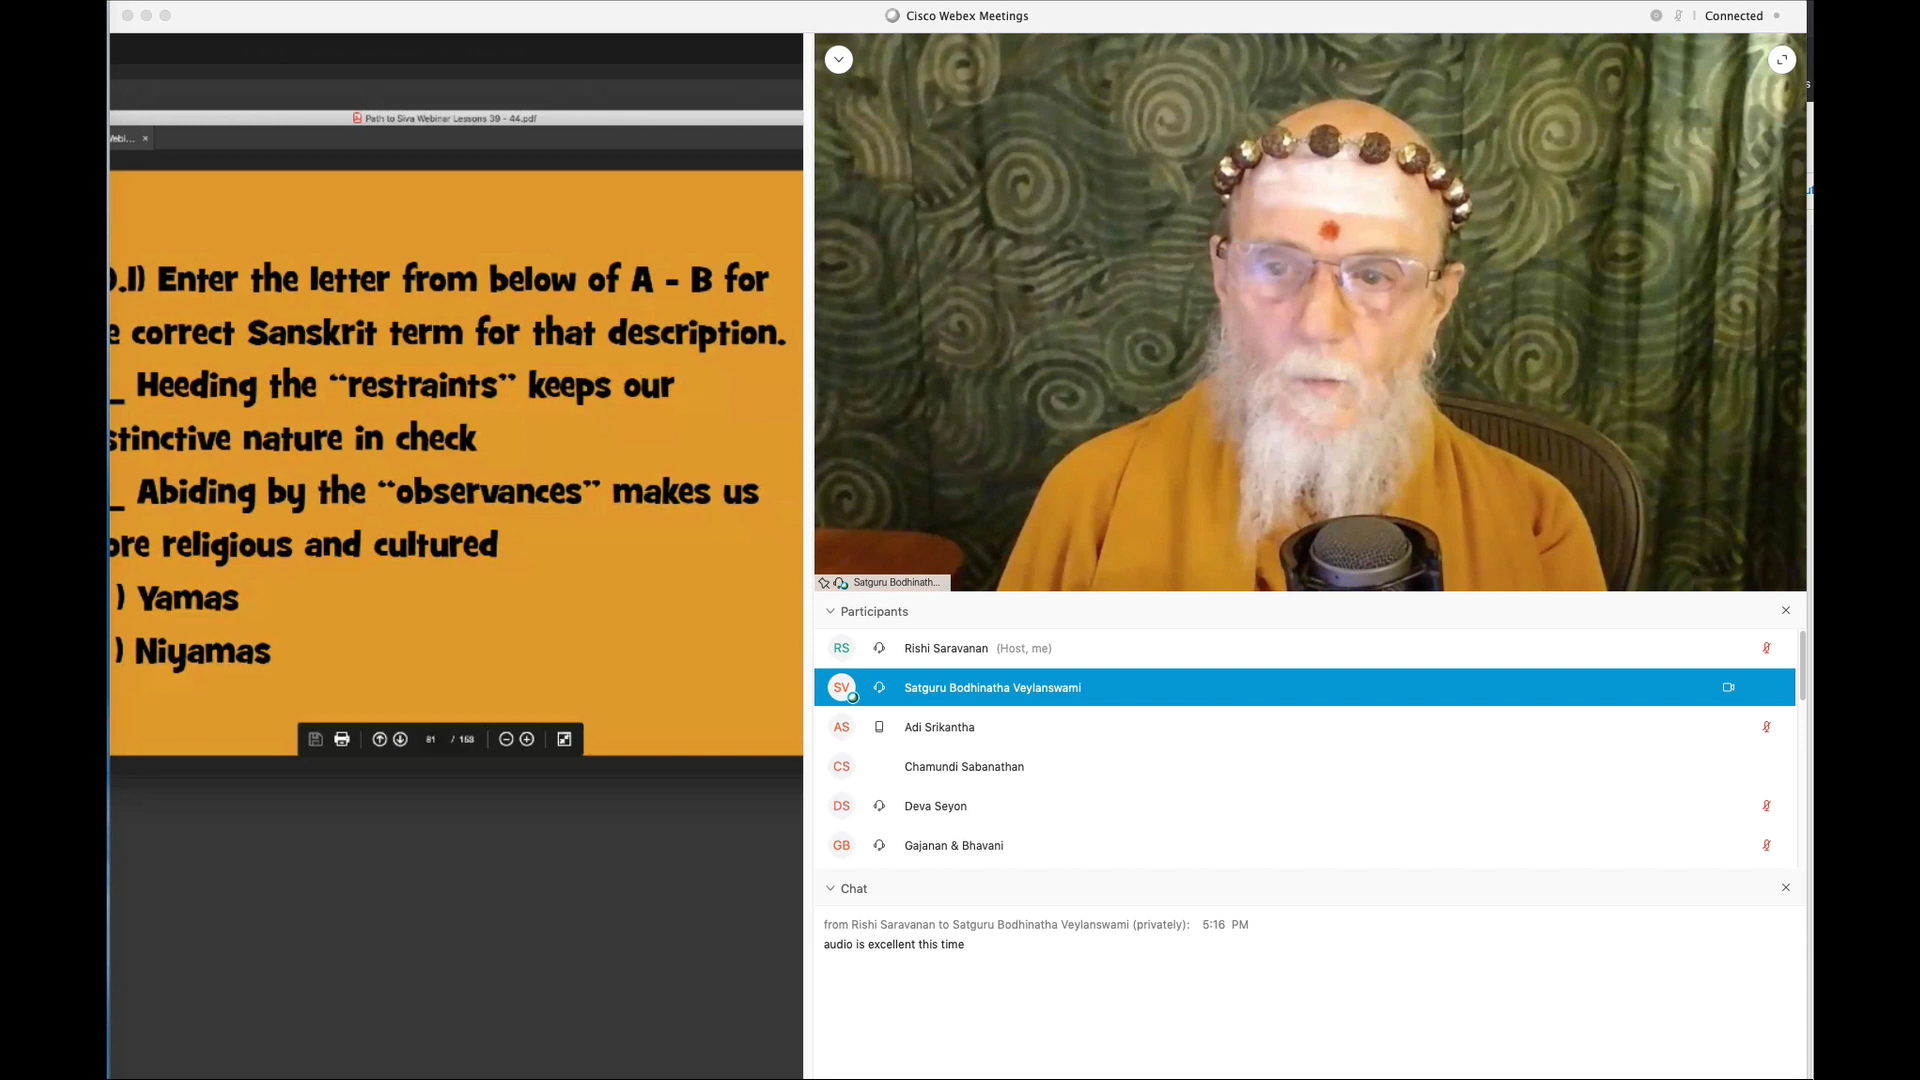 Cisco Webex Meetings
Connected
Path to Siva Webinar Lessons 39 - 44.pdf
.I) Enter the letter from below of A - B for
e correct Sanskrit term for that description.
_ Heeding the “restraints” keeps our
stinctive nature in check
_ Abiding by the “observances” makes us
ore religious and cultured
) Yamas
) Niyamas
81 / 153
Satguru Bodhinath...
Participants
RS Rishi Saravanan (Host, me)
SV Satguru Bodhinatha Veylanswami
AS Adi Srikantha
CS Chamundi Sabanathan
DS Deva Seyon
GB Gajanan & Bhavani
Chat
from Rishi Saravanan to Satguru Bodhinatha Veylanswami (privately): 5:16 PM
audio is excellent this time